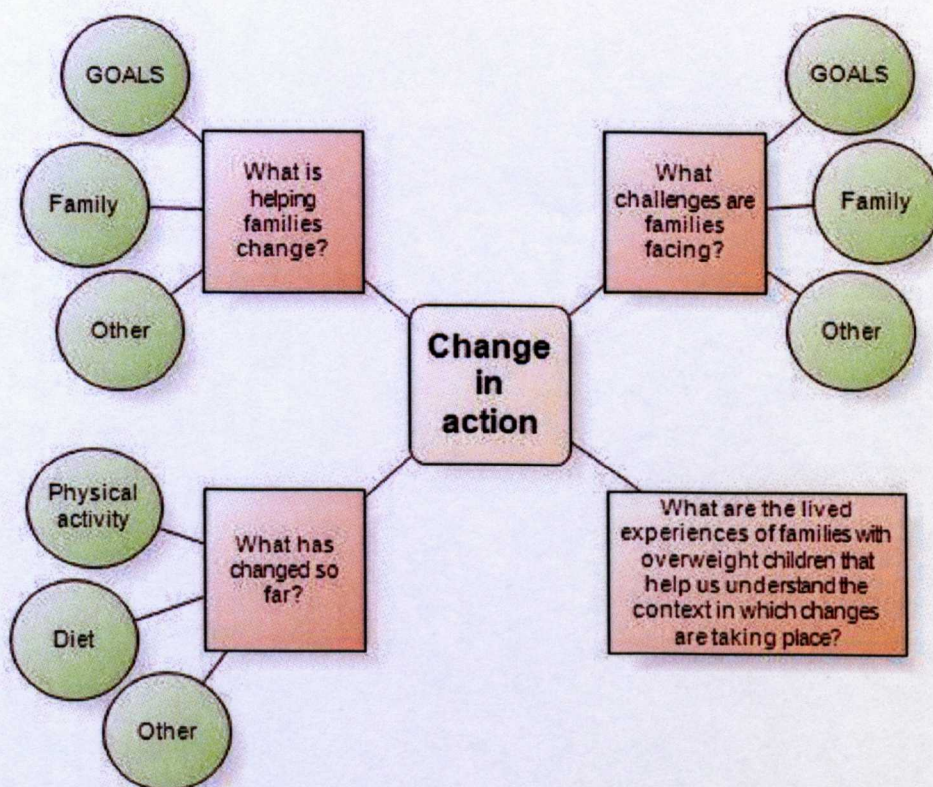 GOALS
Family
Other
What is
helping
families
change?
GOALS
Family
Other
What
challenges are
families
facing?
Change
in
action
Physical
activity
Diet
Other
What has
changed so
far?
What are the lived
experiences of families with
overweight children that
help us understand the
context in which changes
are taking place?